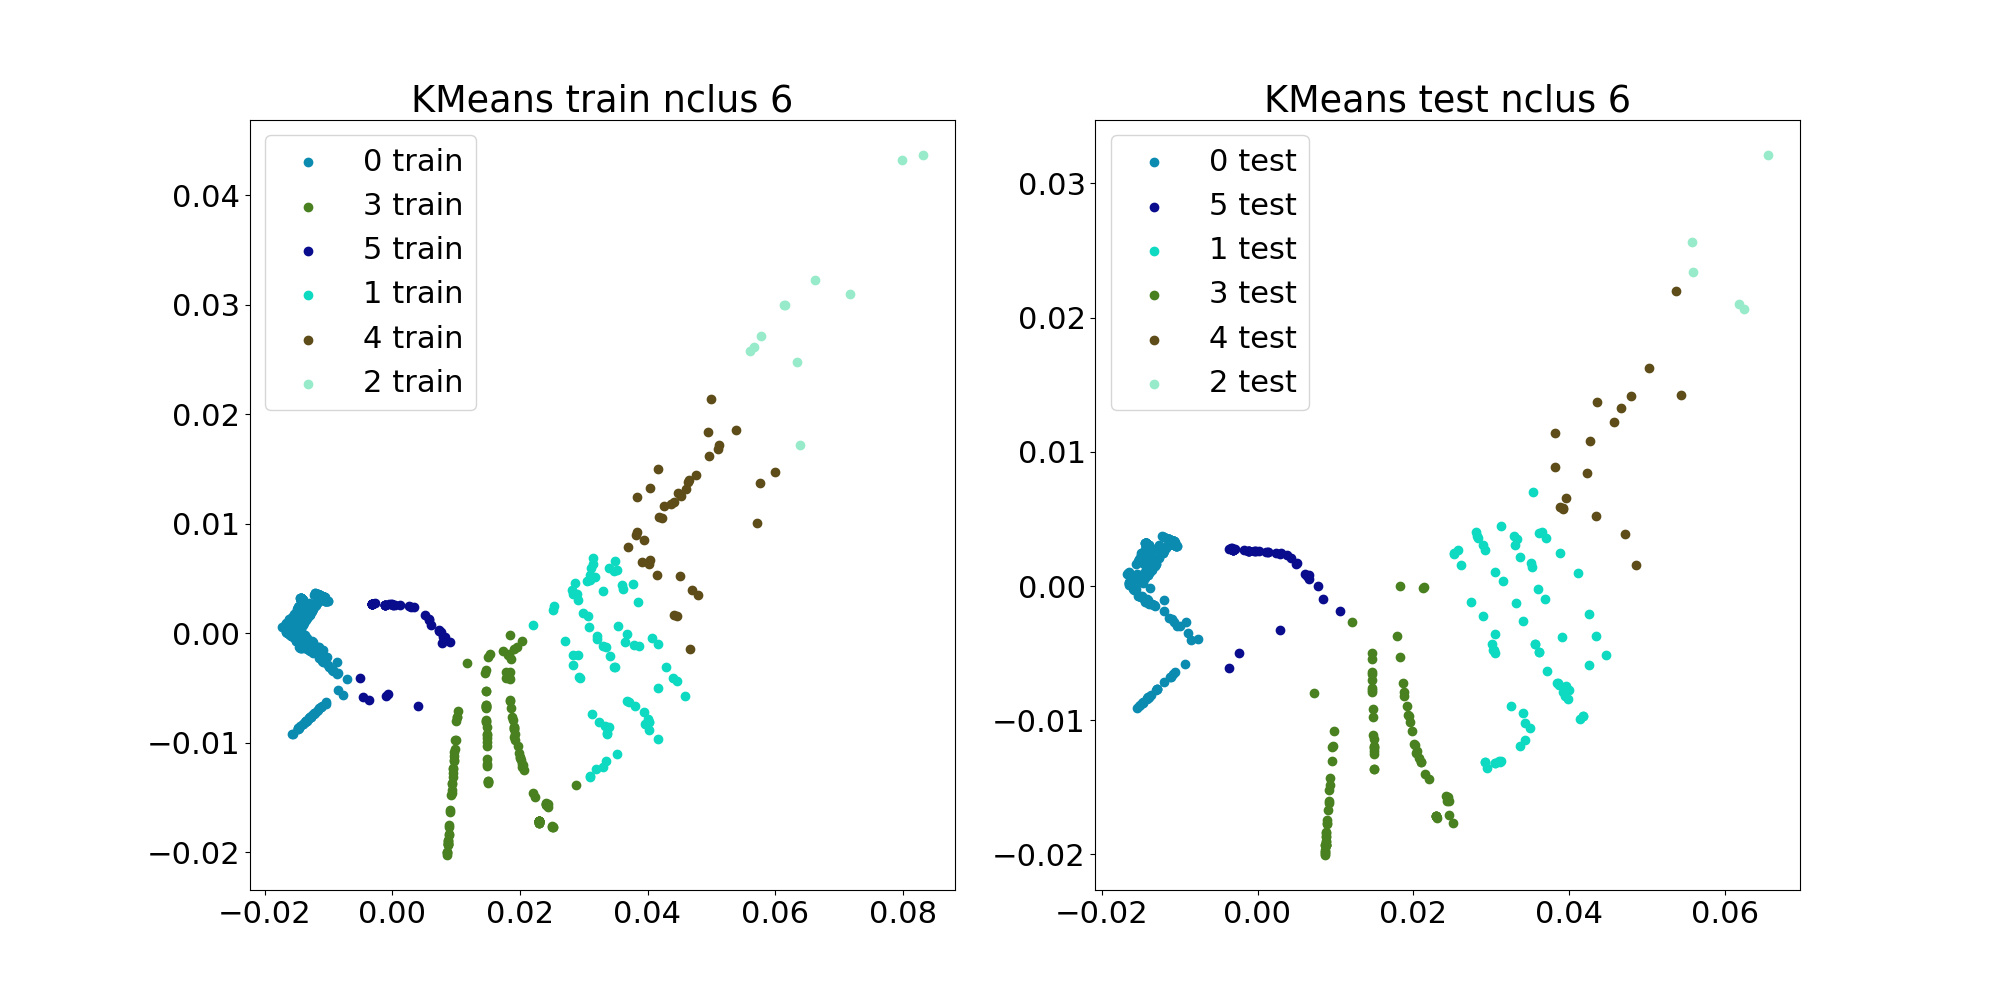 KMeans train nclus 6
0 train
3 train
5 train
1 train
4 train
2 train
0.04
0.03
0.02
0.01
0.00
−0.01
−0.02
−0.02 0.00 0.02 0.04 0.06 0.08
KMeans test nclus 6
0 test
5 test
1 test
3 test
4 test
2 test
0.03
0.02
0.01
0.00
−0.01
−0.02
−0.02 0.00 0.02 0.04 0.06